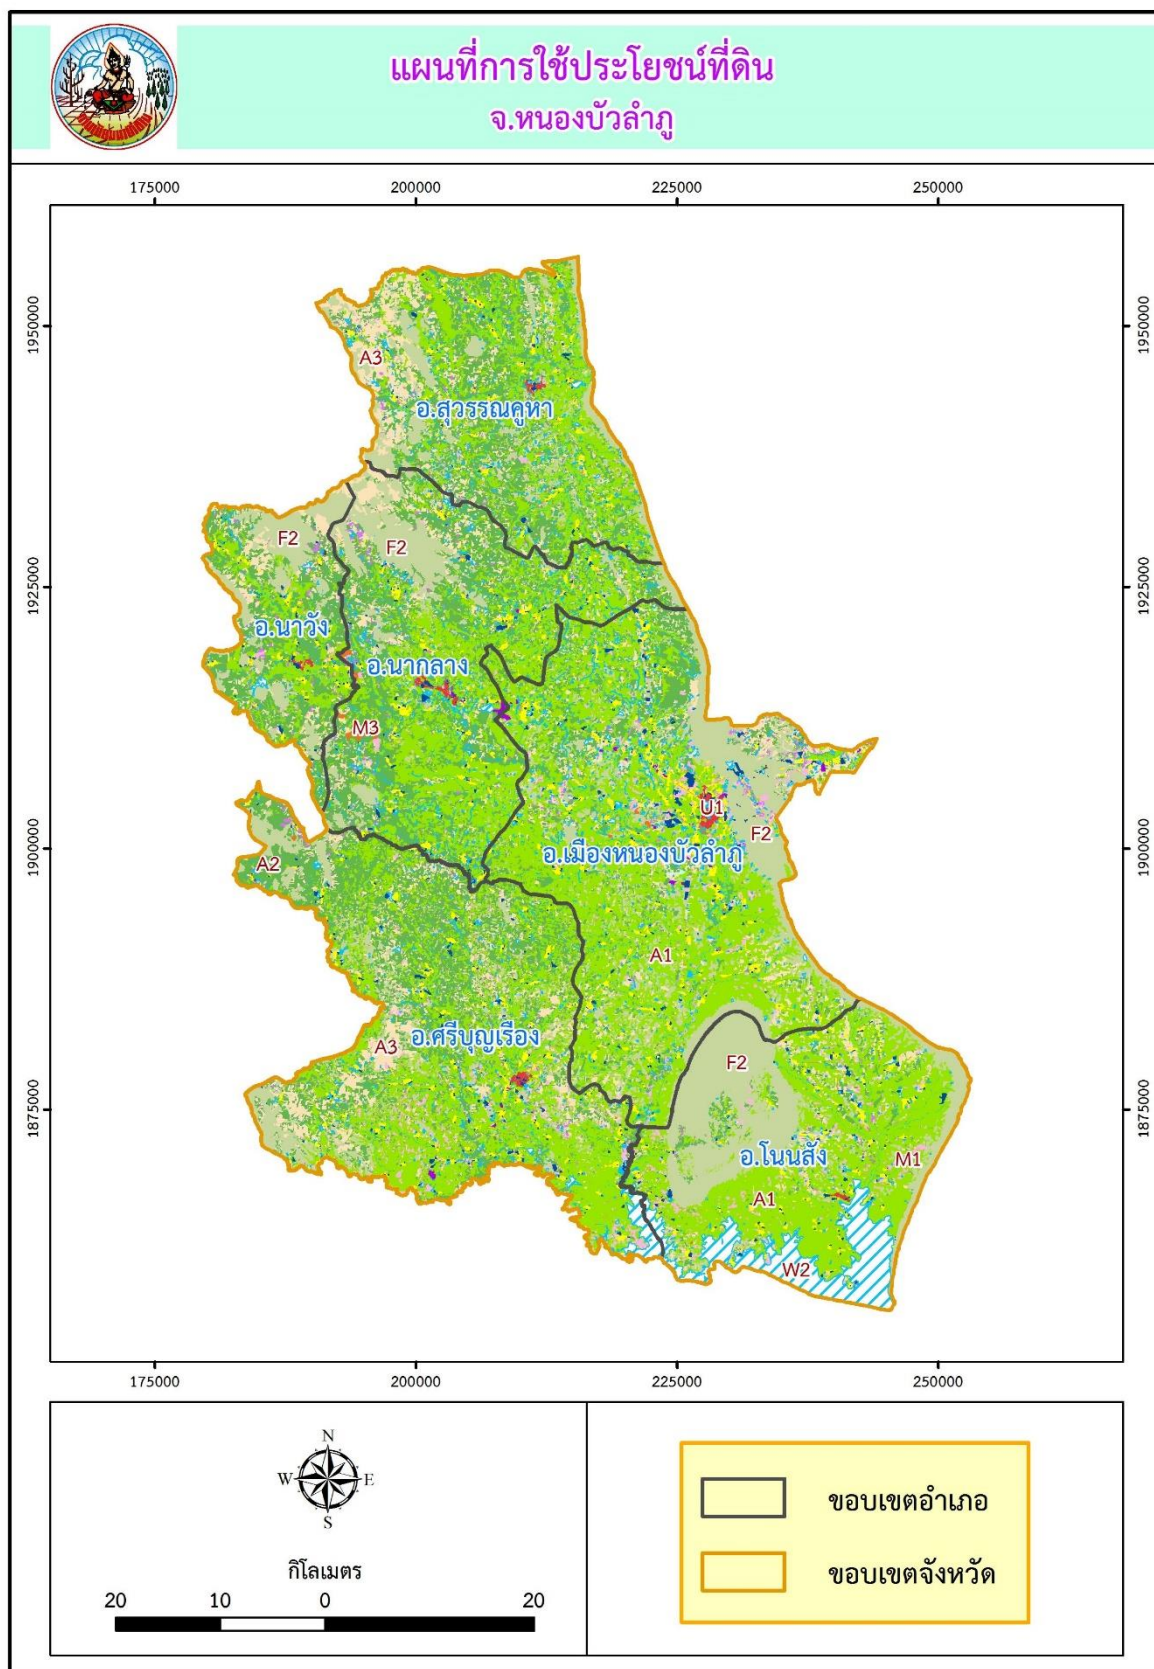 แผนที่การใช้ประโยชน์ที่ดิน
จ.หนองบัวลำภู
175000 200000 225000 250000
1950000 1950000
A3
อ.สุวรรณคูหา
F2 F2
1925000 1925000
อ.นาวัง
อ.นากลาง
M3
U1
F2
อ.เมืองหนองบัวลำภู
1900000 1900000
A2
A1
อ.ศรีบุญเรือง
A3
F2
1875000 1875000
อ.โนนสัง
M1
A1
W2
175000 200000 225000 250000
N
W E
S
กิโลเมตร
20 10 0 20
ขอบเขตอำเภอ
ขอบเขตจังหวัด